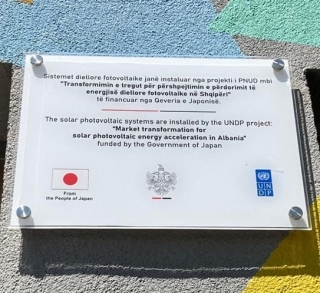 Sistemet diellore fotovoltaike janë instaluar nga projekti i PNUD mbi
"Transformimin e tregut për përshpejtimin e përdorimit të
energjisë diellore fotovoltaike në Shqipëri"
të financuar nga Qeveria e Japonisë.
The solar photovoltaic systems are installed by the UNDP project:
"Market transformation for
solar photovoltaic energy acceleration in Albania"
funded by the Government of Japan
From
the People of Japan
U N
D P